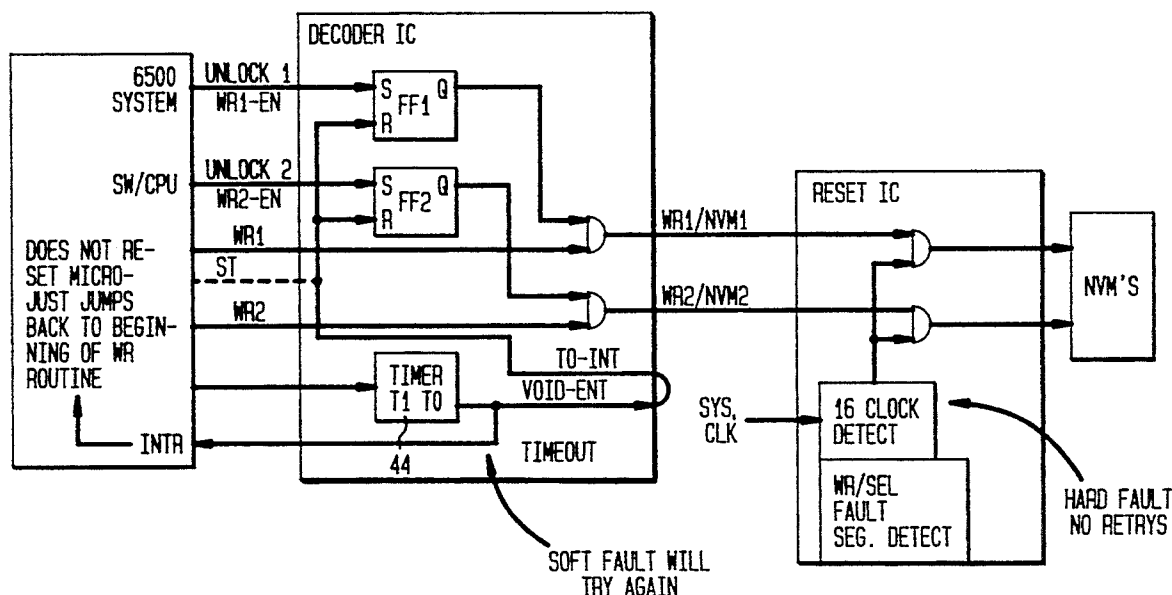 6500
SYSTEM
SW/CPU
DOES NOT RE-
SET MICRO-
JUST JUMPS
BACK TO BEGIN-
NING OF WR
ROUTINE
INTR
UNLOCK 1
WR1-EN
UNLOCK 2
WR2-EN
WR1
ST
WR2
DECODER IC
S Q
FF1
R
S Q
FF2
R
TIMER
T1 TO
44
TO-INT
VOID-ENT
TIMEOUT
SOFT FAULT WILL
TRY AGAIN
WR1/NVM1
WR2/NVM2
RESET IC
SYS.
CLK
16 CLOCK
DETECT
WR/SEL
FAULT
SEG. DETECT
NVM'S
HARD FAULT
NO RETRYS